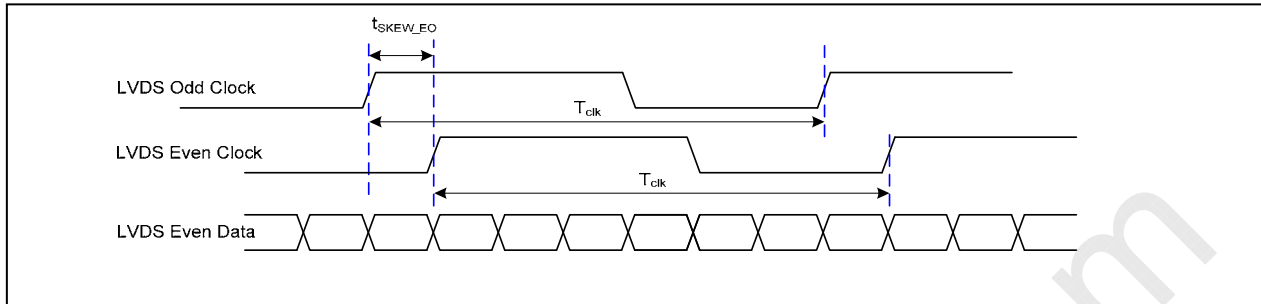 tSKEW_EO
LVDS Odd Clock
Tclk
LVDS Even Clock
Tclk
LVDS Even Data
m